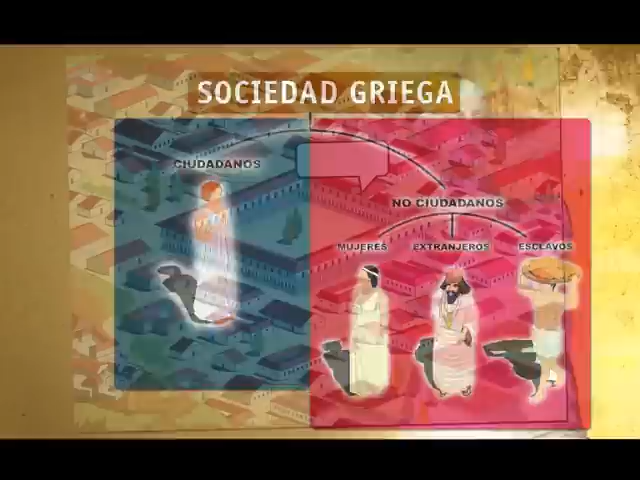 SOCIEDAD GRIEGA
CIUDADANOS
NO CIUDADANOS
MUJERES
EXTRANJEROS
ESCLAVOS